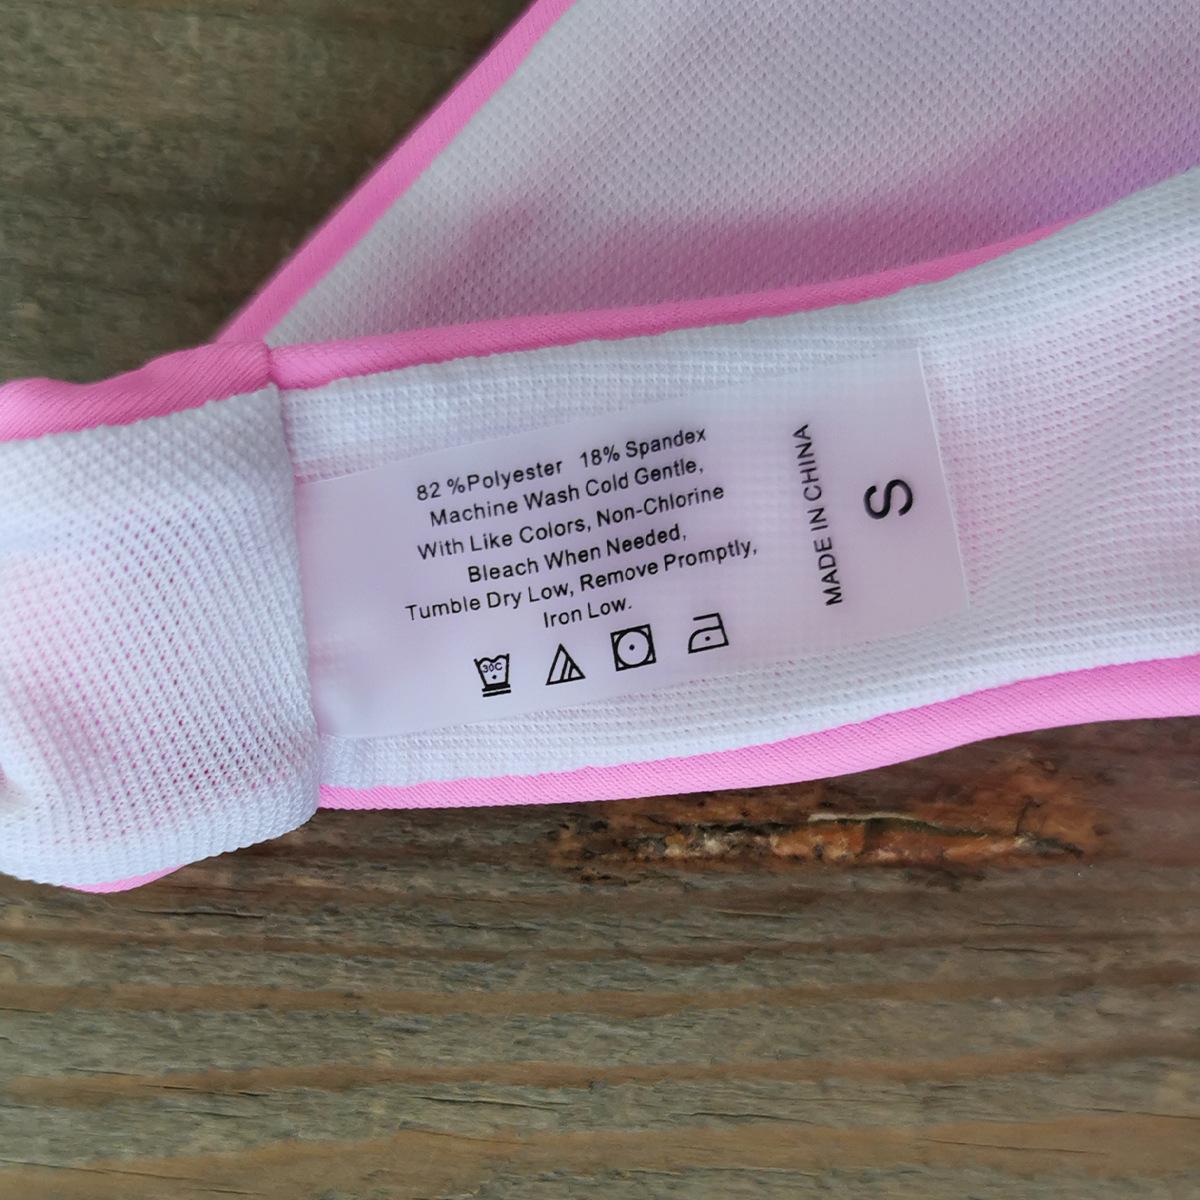 82 %Polyester 18% Spandex
Machine Wash Cold Gentle,
With Like Colors, Non-Chlorine
Bleach When Needed,
Tumble Dry Low, Remove Promptly,
Iron Low.
30C
MADE IN CHINA
S